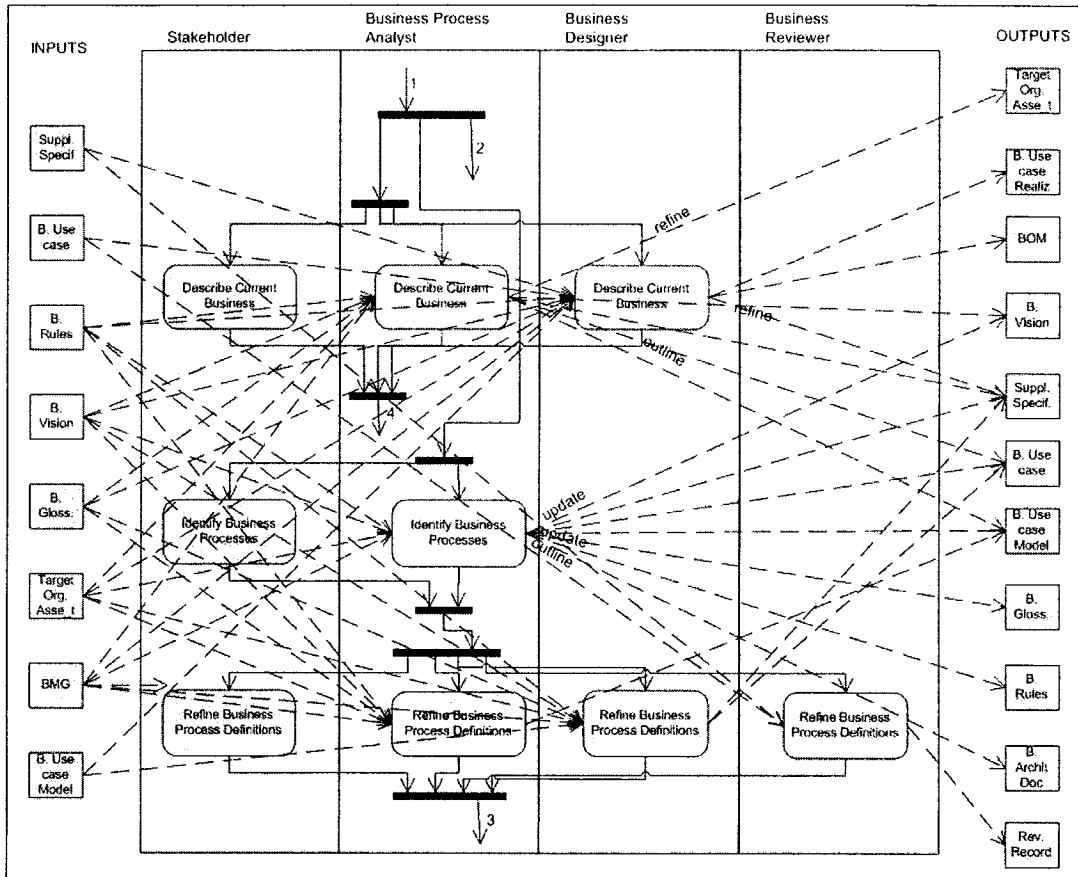 INPUTS
Stakeholder
Business Process
Analyst
Business
Designer
Business
Reviewer
OUTPUTS
Suppl.
Specif
B. Use
case
B.
Rules
B.
Vision
B.
Gloss.
Target
Org.
Asse_t
BMG
B. Use
case
Model
1
2
Describe Current
Business
Describe Current
Business
Describe Current
Business
refine
refine
outline
4
Identify Business
Processes
Identify Business
Processes
update
update
outline
Refine Business
Process Definitions
Refine Business
Process Definitions
Refine Business
Process Definitions
Refine Business
Process Definitions
3
Target
Org.
Asse_t
B. Use
case
Realiz
BOM
B.
Vision
Suppl.
Specif.
B. Use
case
B. Use
case
Model
B.
Gloss.
B.
Rules
B.
Archit.
Doc
Rev.
Record